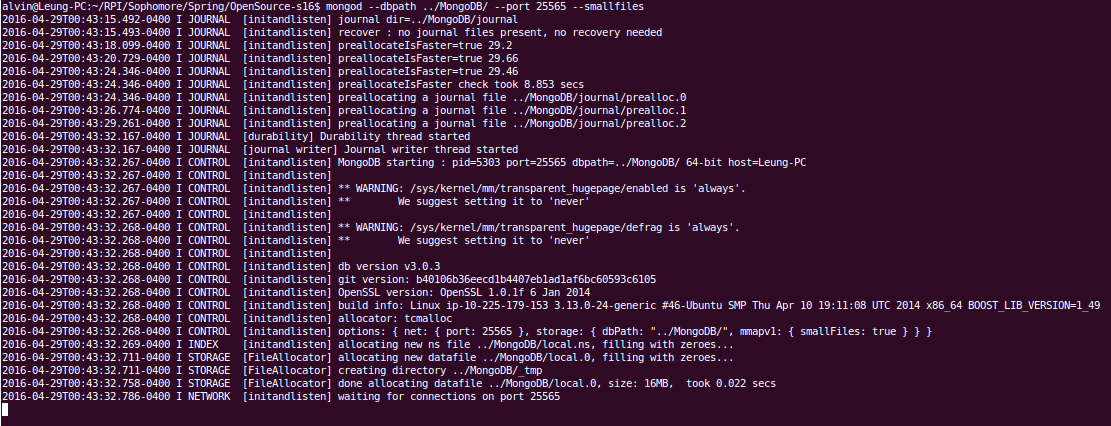 alvin@Leung-PC:~/RPI/Sophomore/Spring/OpenSource-s16$ mongod --dbpath ../MongoDB/ --port 25565 --smallfiles
2016-04-29T00:43:15.492-0400 I JOURNAL  [initandlisten] journal dir=../MongoDB/journal
2016-04-29T00:43:15.493-0400 I JOURNAL  [initandlisten] recover : no journal files present, no recovery needed
2016-04-29T00:43:18.099-0400 I JOURNAL  [initandlisten] preallocateIsFaster=true 29.2
2016-04-29T00:43:20.729-0400 I JOURNAL  [initandlisten] preallocateIsFaster=true 29.66
2016-04-29T00:43:24.346-0400 I JOURNAL  [initandlisten] preallocateIsFaster=true 29.46
2016-04-29T00:43:24.346-0400 I JOURNAL  [initandlisten] preallocateIsFaster check took 8.853 secs
2016-04-29T00:43:24.346-0400 I JOURNAL  [initandlisten] preallocating a journal file ../MongoDB/journal/prealloc.0
2016-04-29T00:43:26.774-0400 I JOURNAL  [initandlisten] preallocating a journal file ../MongoDB/journal/prealloc.1
2016-04-29T00:43:29.261-0400 I JOURNAL  [initandlisten] preallocating a journal file ../MongoDB/journal/prealloc.2
2016-04-29T00:43:32.167-0400 I JOURNAL  [durability] Durability thread started
2016-04-29T00:43:32.167-0400 I JOURNAL  [journal writer] Journal writer thread started
2016-04-29T00:43:32.267-0400 I CONTROL  [initandlisten] MongoDB starting : pid=5303 port=25565 dbpath=../MongoDB/ 64-bit host=Leung-PC
2016-04-29T00:43:32.267-0400 I CONTROL  [initandlisten]
2016-04-29T00:43:32.267-0400 I CONTROL  [initandlisten] ** WARNING: /sys/kernel/mm/transparent_hugepage/enabled is 'always'.
2016-04-29T00:43:32.267-0400 I CONTROL  [initandlisten] **        We suggest setting it to 'never'
2016-04-29T00:43:32.267-0400 I CONTROL  [initandlisten]
2016-04-29T00:43:32.268-0400 I CONTROL  [initandlisten] ** WARNING: /sys/kernel/mm/transparent_hugepage/defrag is 'always'.
2016-04-29T00:43:32.268-0400 I CONTROL  [initandlisten] **        We suggest setting it to 'never'
2016-04-29T00:43:32.268-0400 I CONTROL  [initandlisten]
2016-04-29T00:43:32.268-0400 I CONTROL  [initandlisten] db version v3.0.3
2016-04-29T00:43:32.268-0400 I CONTROL  [initandlisten] git version: b40106b36eecd1b4407eb1ad1af6bc60593c6105
2016-04-29T00:43:32.268-0400 I CONTROL  [initandlisten] OpenSSL version: OpenSSL 1.0.1f 6 Jan 2014
2016-04-29T00:43:32.268-0400 I CONTROL  [initandlisten] build info: Linux ip-10-225-179-153 3.13.0-24-generic #46-Ubuntu SMP Thu Apr 10 19:11:08 UTC 2014 x86_64 BOOST_LIB_VERSION=1_49
2016-04-29T00:43:32.268-0400 I CONTROL  [initandlisten] allocator: tcmalloc
2016-04-29T00:43:32.268-0400 I CONTROL  [initandlisten] options: { net: { port: 25565 }, storage: { dbPath: "../MongoDB/", mmapv1: { smallFiles: true } } }
2016-04-29T00:43:32.269-0400 I INDEX    [initandlisten] allocating new ns file ../MongoDB/local.ns, filling with zeroes...
2016-04-29T00:43:32.711-0400 I STORAGE  [FileAllocator] allocating new datafile ../MongoDB/local.0, filling with zeroes...
2016-04-29T00:43:32.711-0400 I STORAGE  [FileAllocator] creating directory ../MongoDB/_tmp
2016-04-29T00:43:32.758-0400 I STORAGE  [FileAllocator] done allocating datafile ../MongoDB/local.0, size: 16MB,  took 0.022 secs
2016-04-29T00:43:32.786-0400 I NETWORK  [initandlisten] waiting for connections on port 25565